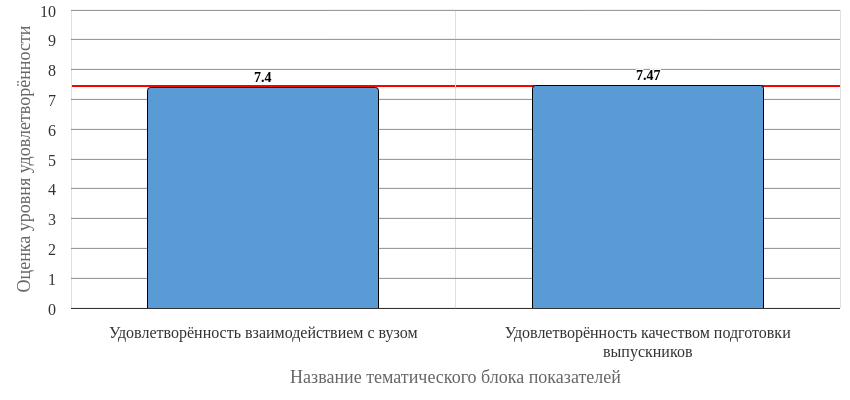 Оценка уровня удовлетворённости
10
9
8
7
6
5
4
3
2
1
0
7.4
7.47
Удовлетворённость взаимодействием с вузом
Удовлетворённость качеством подготовки
выпускников
Название тематического блока показателей